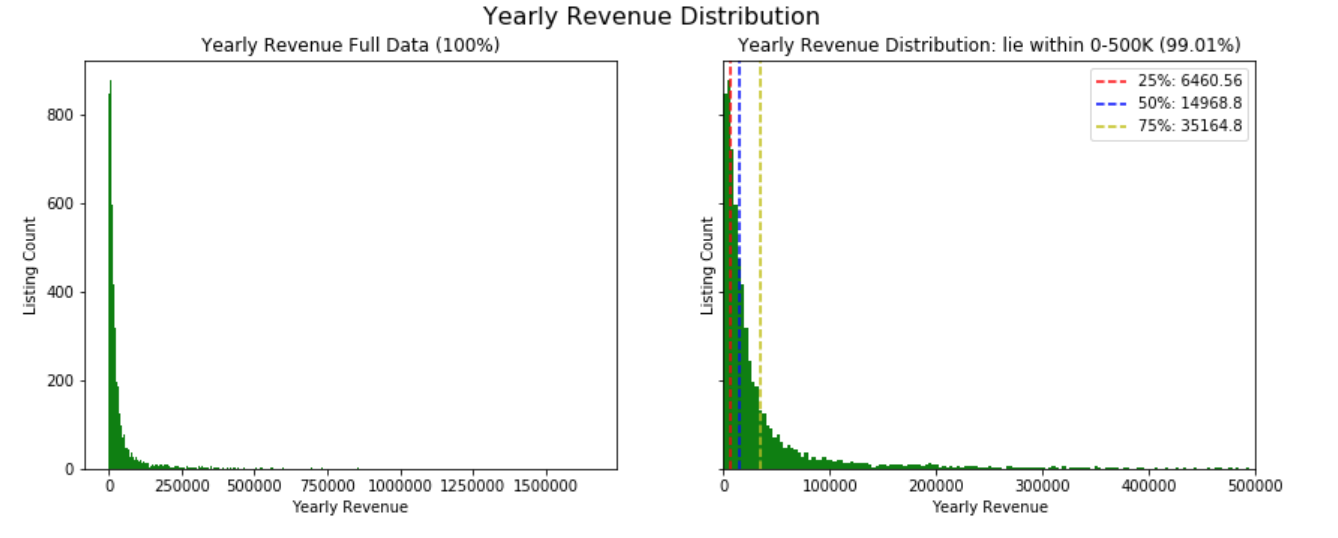 Yearly Revenue Distribution
Yearly Revenue Full Data (100%)
800
600
400
200
0
Listing Count
0 250000 500000 750000 1000000 1250000 1500000
Yearly Revenue
Yearly Revenue Distribution: lie within 0-500K (99.01%)
25%: 6460.56
50%: 14968.8
75%: 35164.8
Listing Count
0 100000 200000 300000 400000 500000
Yearly Revenue